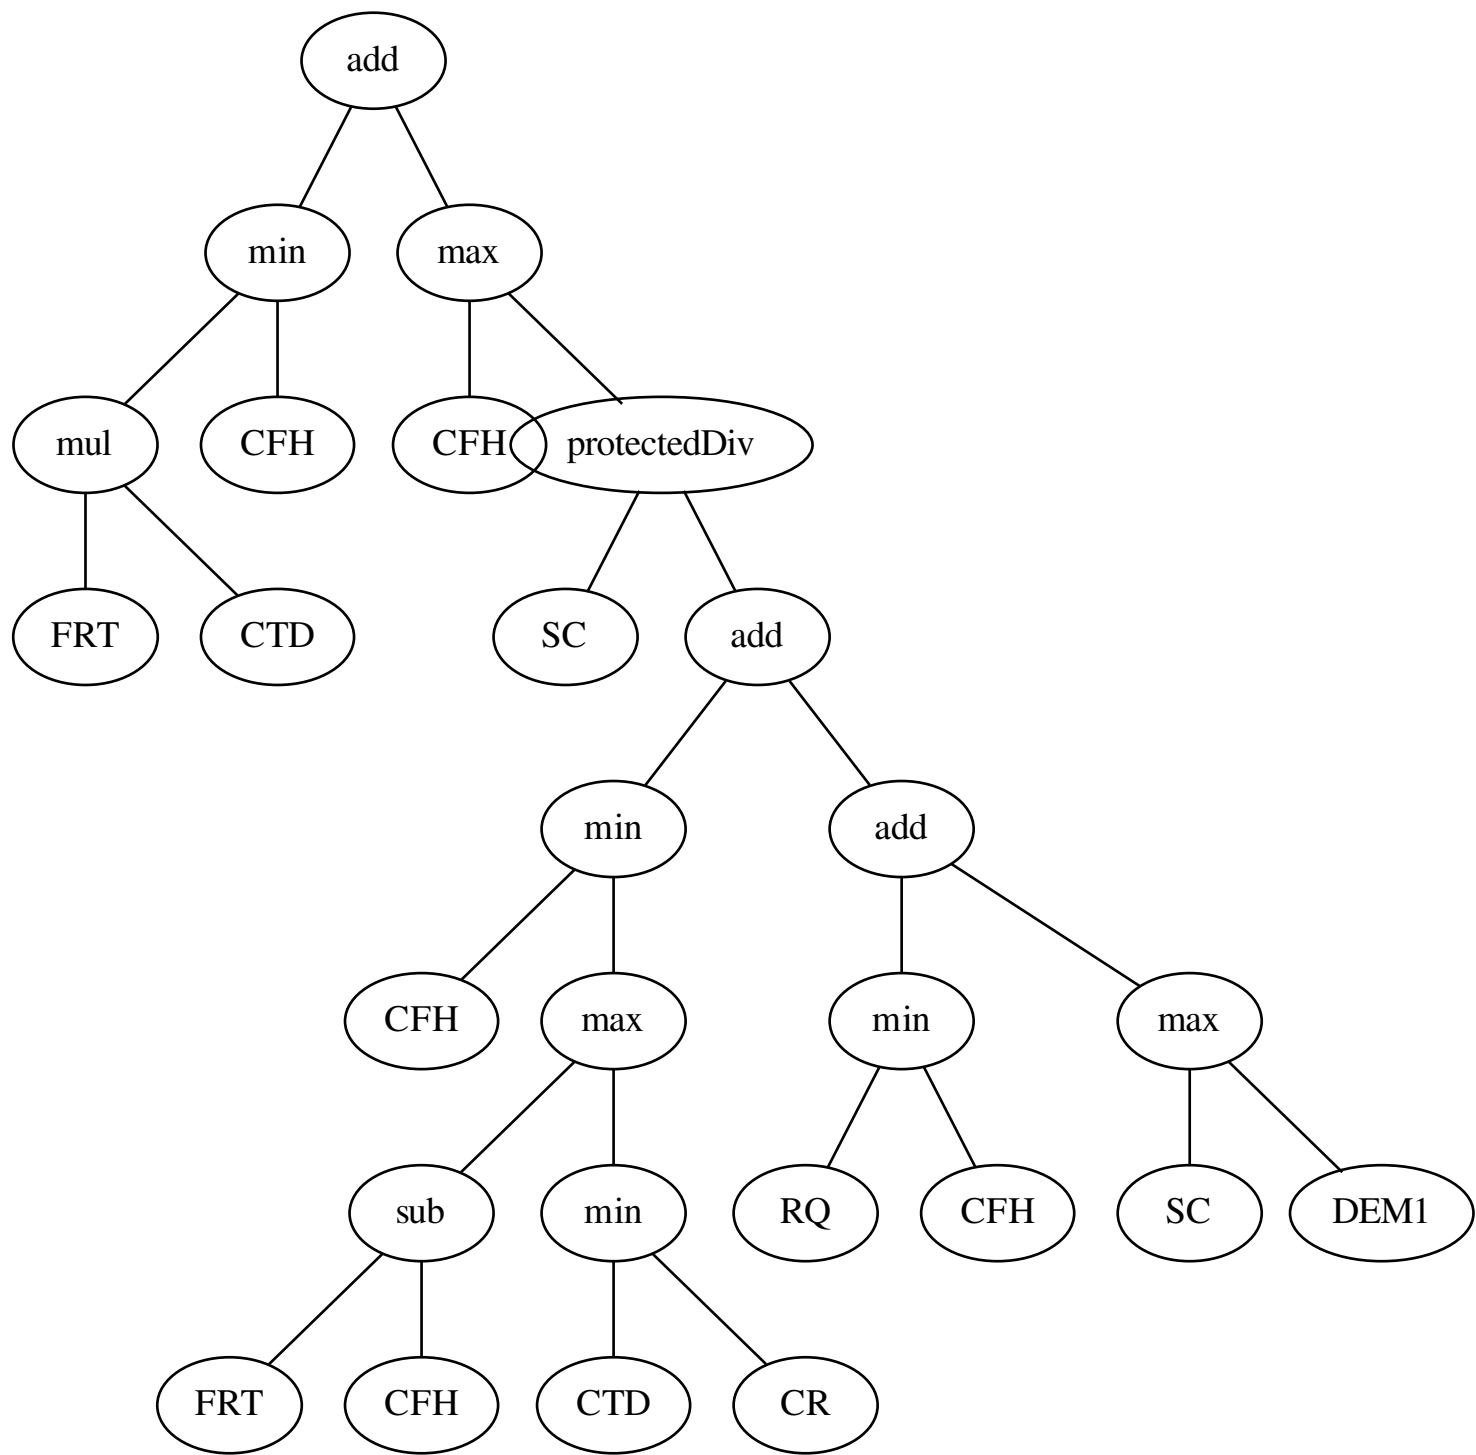 add
min max
mul CFH CFH protectedDiv
FRT CTD SC add
min add
CFH max min max
sub min RQ CFH SC DEM1
FRT CFH CTD CR